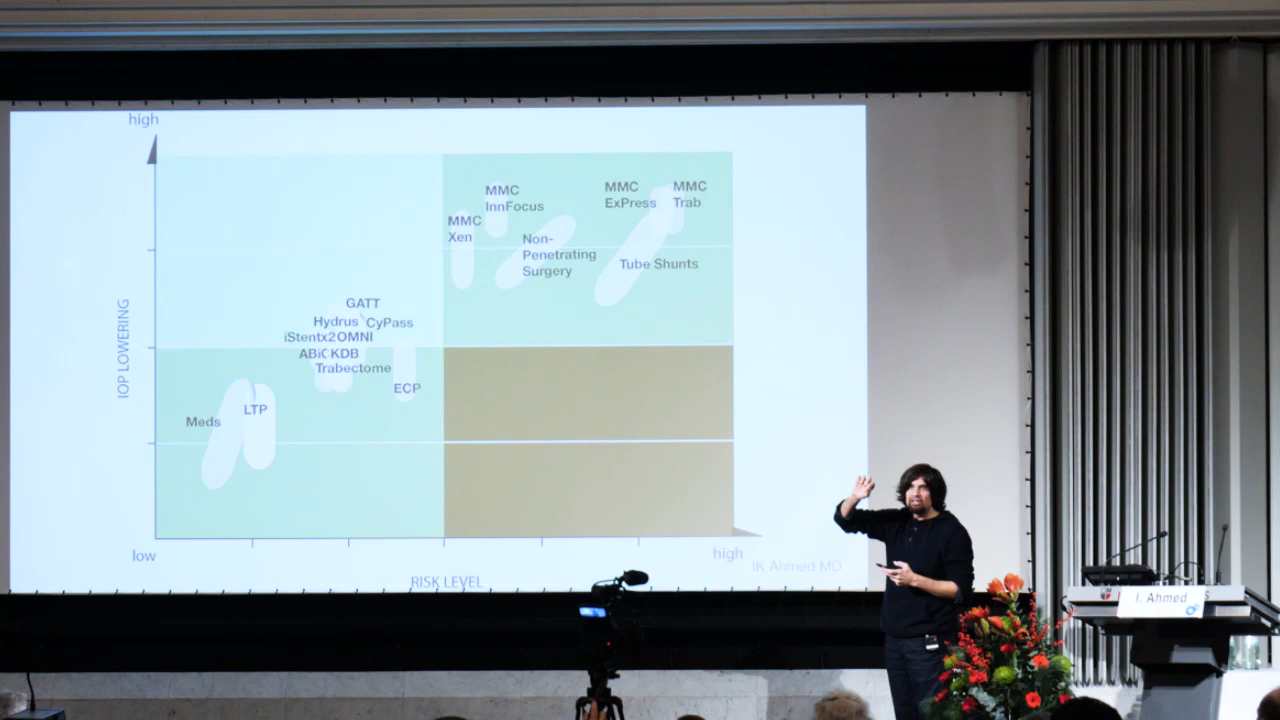 high
MMC
InnFocus
MMC
ExPress
MMC
Trab
MMC
Xen
Non-
Penetrating
Surgery
Tube Shunts
GATT
Hydrus CyPass
iStentx2 OMNI
ABiC KDB
Trabectome
ECP
LTP
Meds
IOP LOWERING
low
high
IK Ahmed MD
RISK LEVEL
I. Ahmed